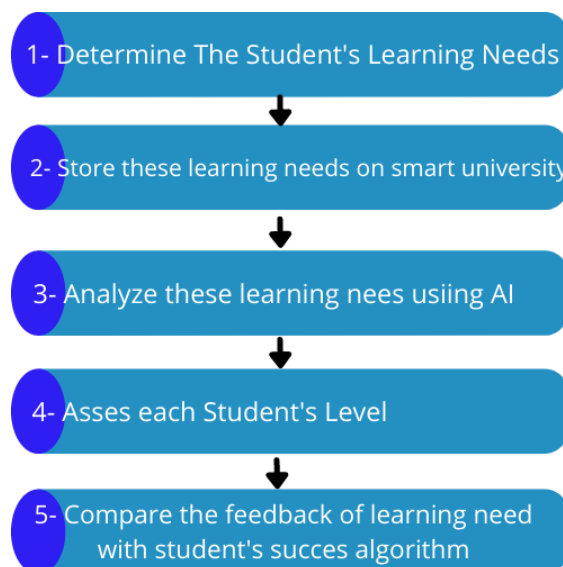 1- Determine The Student's Learning Needs
2- Store these learning needs on smart university
3- Analyze these learning nees usiing AI
4- Asses each Student's Level
5- Compare the feedback of learning need
with student's succes algorithm